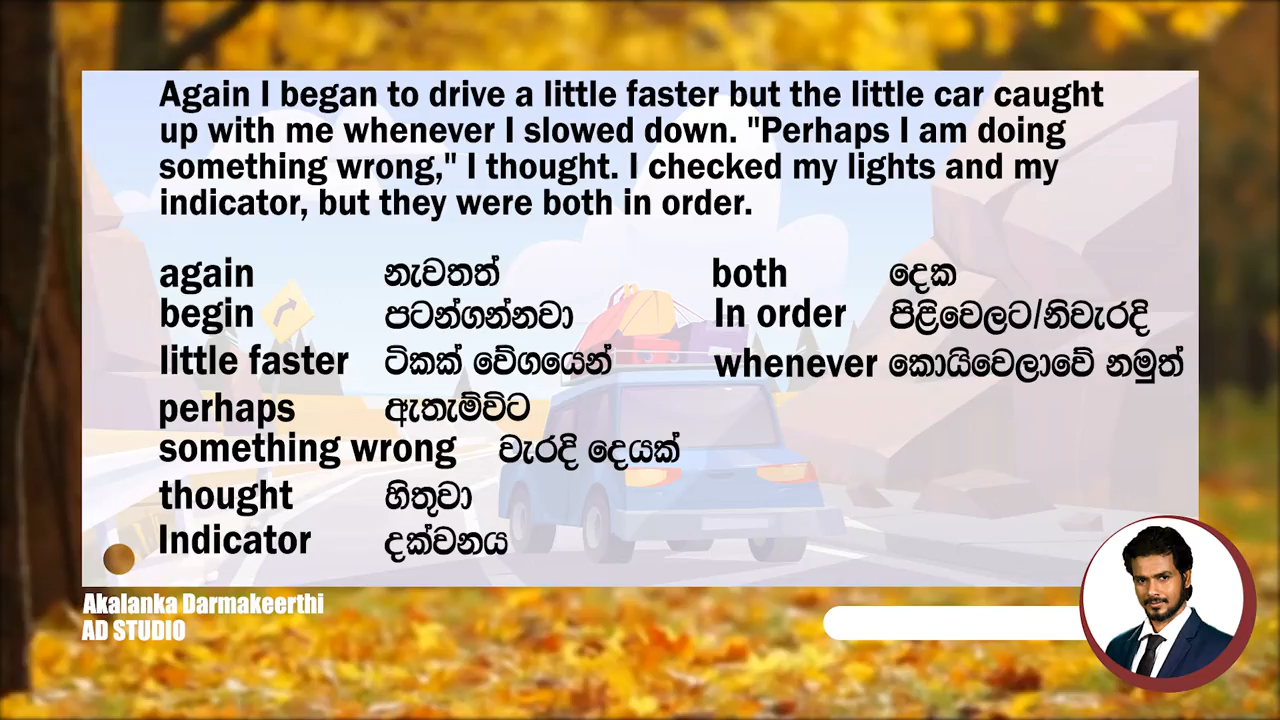 Again I began to drive a little faster but the little car caught
up with me whenever I slowed down. "Perhaps I am doing
something wrong," I thought. I checked my lights and my
indicator, but they were both in order.
again නැවතත්
begin පටන්ගන්නවා
little faster ටිකක් වේගයෙන්
perhaps ඇතැම්විට
something wrong වැරදි දෙයක්
thought හිතුවා
Indicator දක්වනය
both දෙක
In order පිළිවෙලට/නිවැරදි
whenever කොයිවෙලාවේ නමුත්
Akalanka Darmakeerthi
AD STUDIO